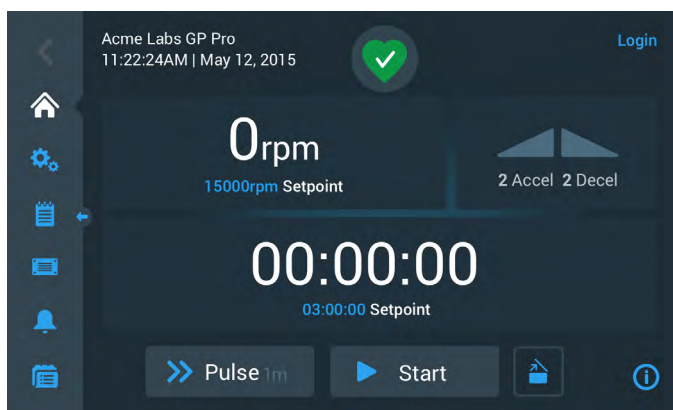 Acme Labs GP Pro
11:22:24AM | May 12, 2015
Login
0rpm
15000rpm Setpoint
2 Accel 2 Decel
00:00:00
03:00:00 Setpoint
Pulse 1m
Start